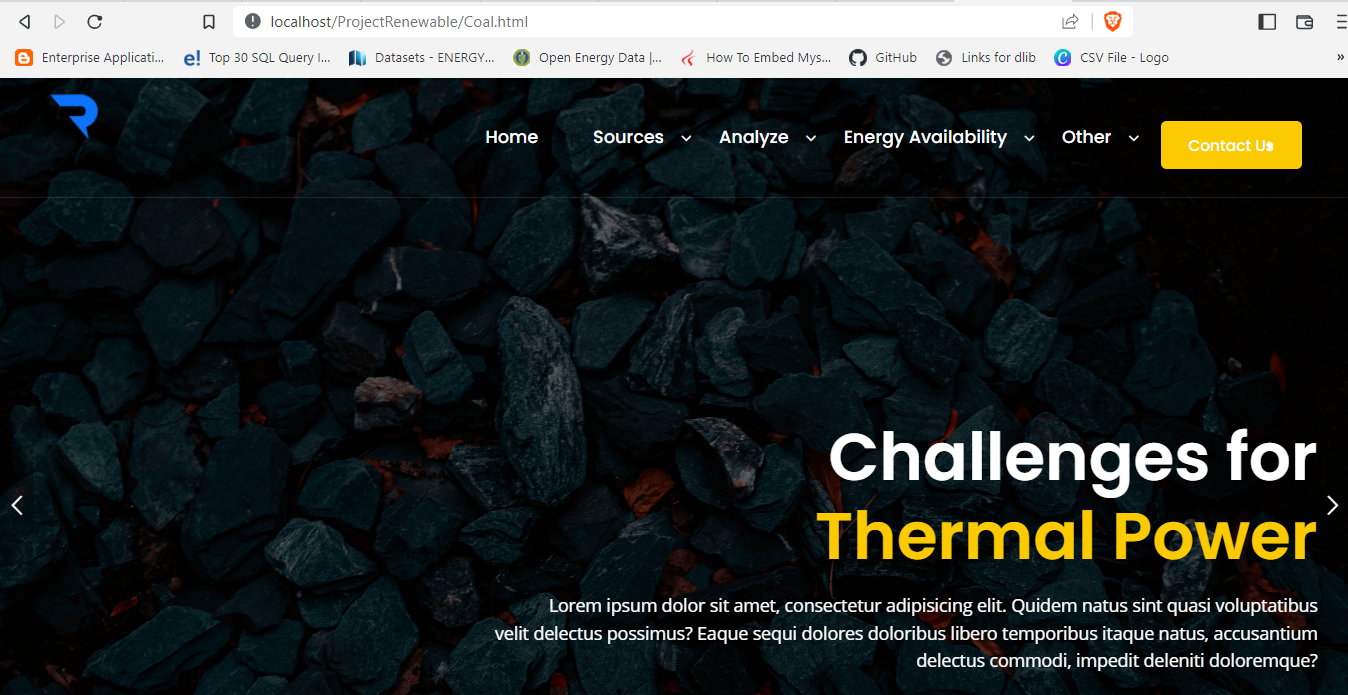 localhost/ProjectRenewable/Coal.html
Enterprise Applicati... Top 30 SQL Query I... Datasets - ENERGY... Open Energy Data |... How To Embed Mys... GitHub Links for dlib CSV File - Logo »
Home Sources Analyze Energy Availability Other Contact Us
Challenges for
Thermal Power
Lorem ipsum dolor sit amet, consectetur adipisicing elit. Quidem natus sint quasi voluptatibus
velit delectus possimus? Eaque sequi dolores doloribus libero temporibus itaque natus, accusantium
delectus commodi, impedit deleniti doloremque?